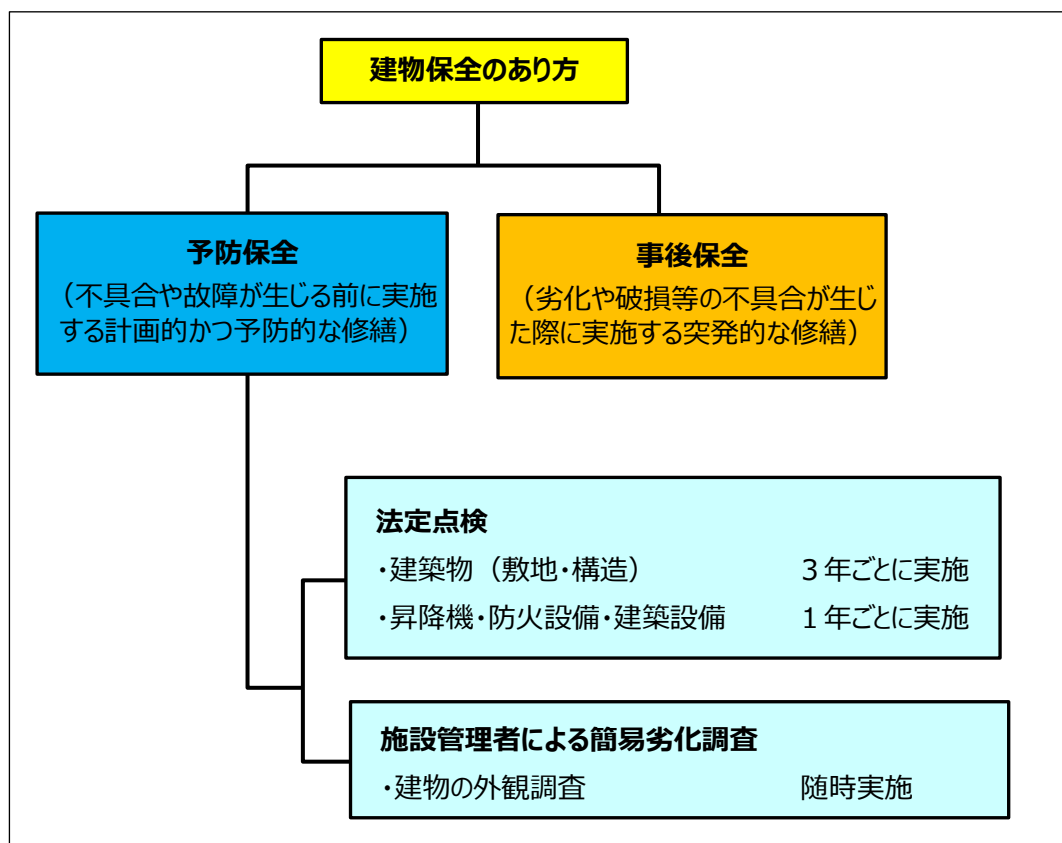 建物保全のあり方
予防保全
（不具合や故障が生じる前に実施
する計画的かつ予防的な修繕）
事後保全
（劣化や破損等の不具合が生じ
た際に実施する突発的な修繕）
法定点検
・建築物（敷地・構造） 3年ごとに実施
・昇降機・防火設備・建築設備 1年ごとに実施
施設管理者による簡易劣化調査
・建物の外観調査 随時実施